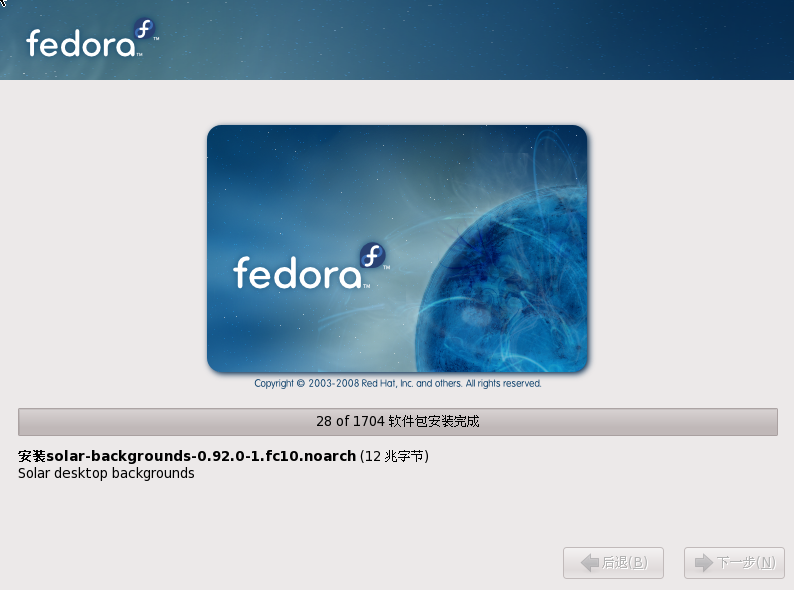 fedora™
fedora™
Copyright © 2003-2008 Red Hat, Inc. and others. All rights reserved.
28 of 1704 软件包安装完成
安装solar-backgrounds-0.92.0-1.fc10.noarch (12 兆字节)
Solar desktop backgrounds
后退(B) 下一步(N)